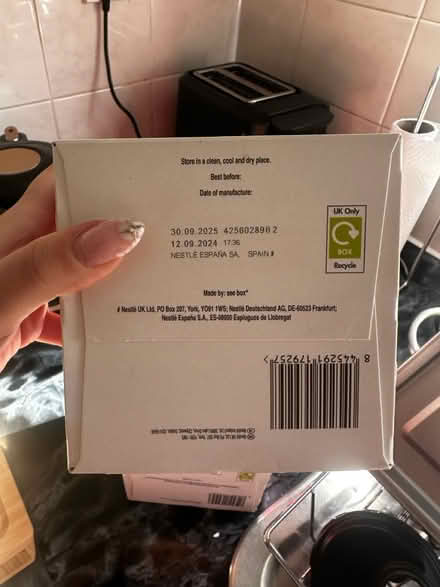 Store in a clean, cool and dry place.
Best before:
Date of manufacture:
30.09.2025 42560289B2
12.09.2024 17:36
NESTLÉ ESPAÑA SA, SPAIN #
UK Only
BOX
Recycle
Made by: see box*
# Nestlé UK Ltd, PO Box 207, York, YO91 1WS; Nestlé Deutschland AG, DE-60523 Frankfurt;
Nestlé España S.A., ES-08950 Esplugues de Llobregat
8 445291 179257 >